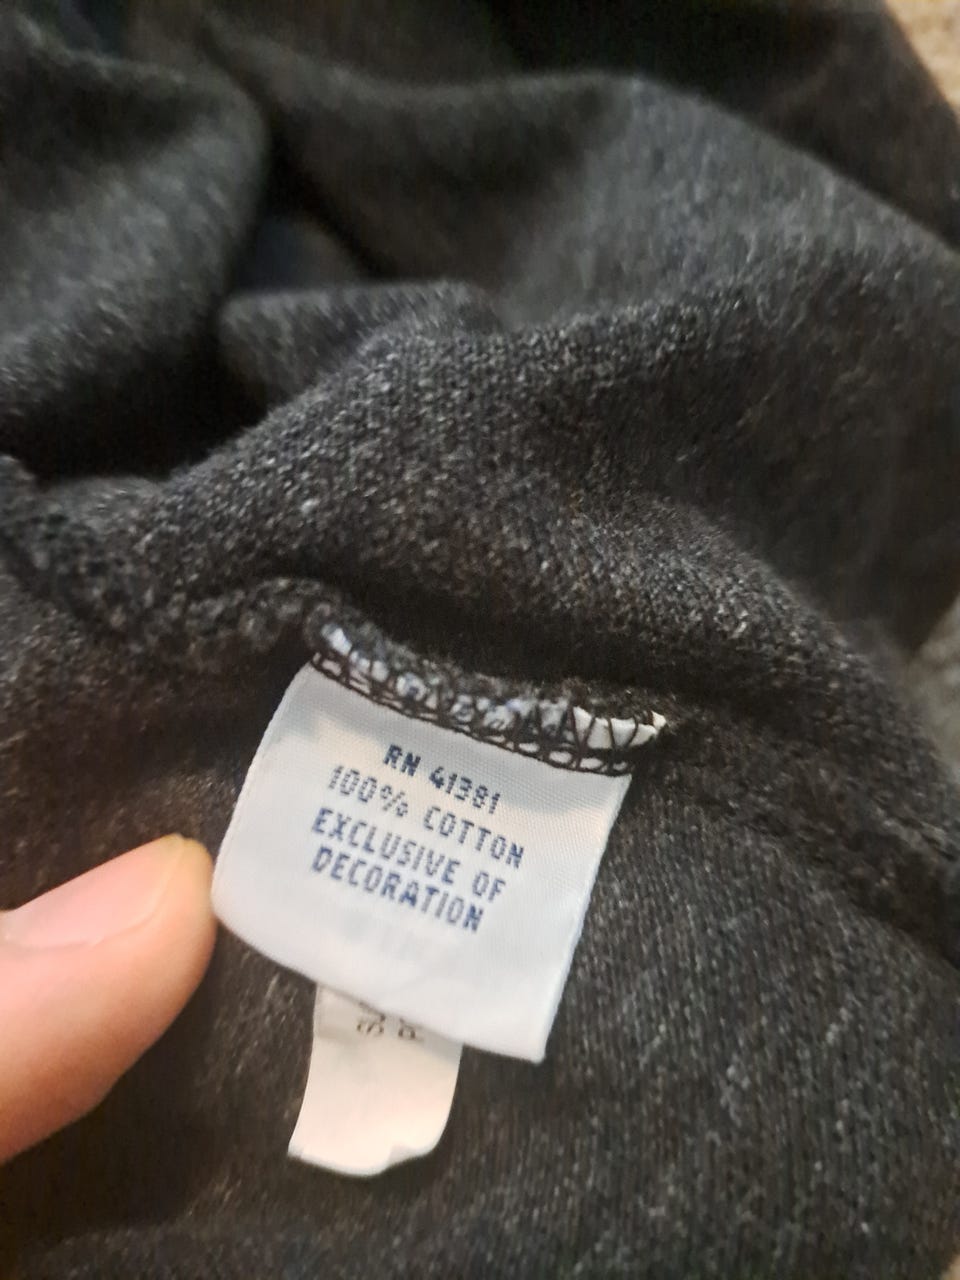 RN 41381
100% COTTON
EXCLUSIVE OF
DECORATION